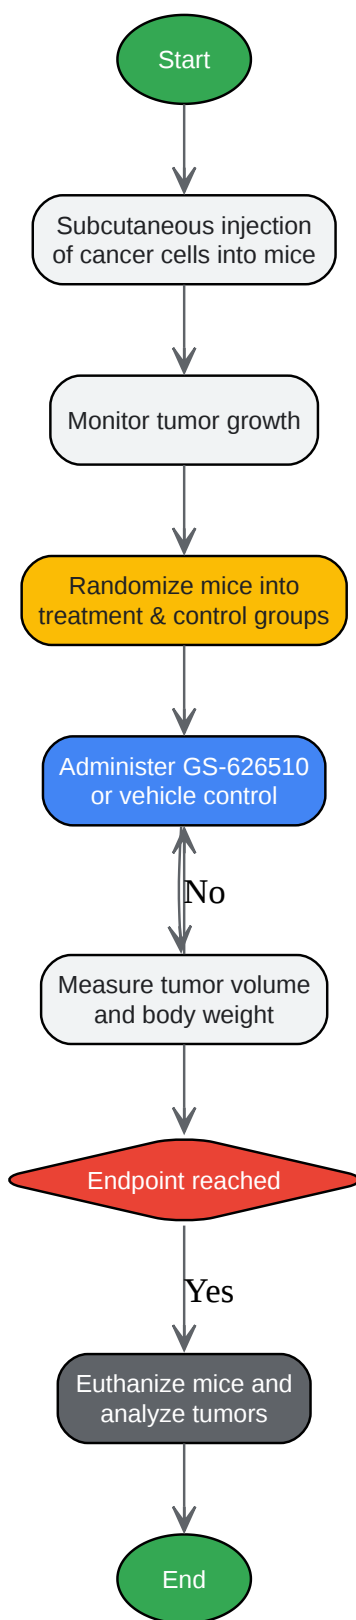 Start
Subcutaneous injection
of cancer cells into mice
Monitor tumor growth
Randomize mice into
treatment & control groups
Administer GS-626510
or vehicle control
No
Measure tumor volume
and body weight
Endpoint reached
Yes
Euthanize mice and
analyze tumors
End